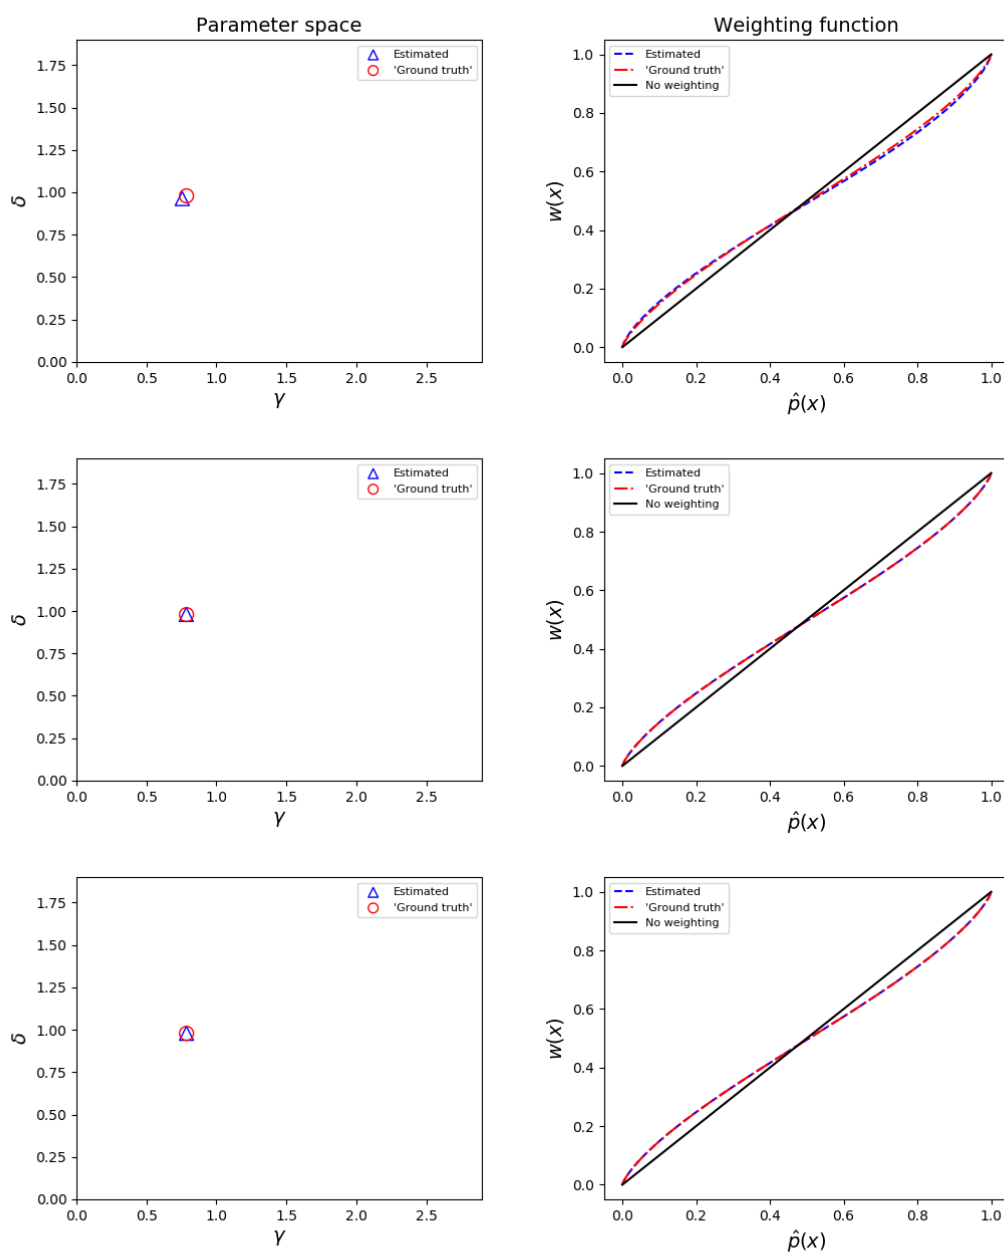 Parameter space
1.75
1.50
1.25
1.00
0.75
0.50
0.25
0.00
δ
0.0 0.5 1.0 1.5 2.0 2.5
γ
Estimated
'Ground truth'
Weighting function
1.0
0.8
0.6
0.4
0.2
0.0
w(x)
0.0 0.2 0.4 0.6 0.8 1.0
p̂(x)
Estimated
'Ground truth'
No weighting
1.75
1.50
1.25
1.00
0.75
0.50
0.25
0.00
δ
0.0 0.5 1.0 1.5 2.0 2.5
γ
Estimated
'Ground truth'
1.0
0.8
0.6
0.4
0.2
0.0
w(x)
0.0 0.2 0.4 0.6 0.8 1.0
p̂(x)
Estimated
'Ground truth'
No weighting
1.75
1.50
1.25
1.00
0.75
0.50
0.25
0.00
δ
0.0 0.5 1.0 1.5 2.0 2.5
γ
Estimated
'Ground truth'
1.0
0.8
0.6
0.4
0.2
0.0
w(x)
0.0 0.2 0.4 0.6 0.8 1.0
p̂(x)
Estimated
'Ground truth'
No weighting